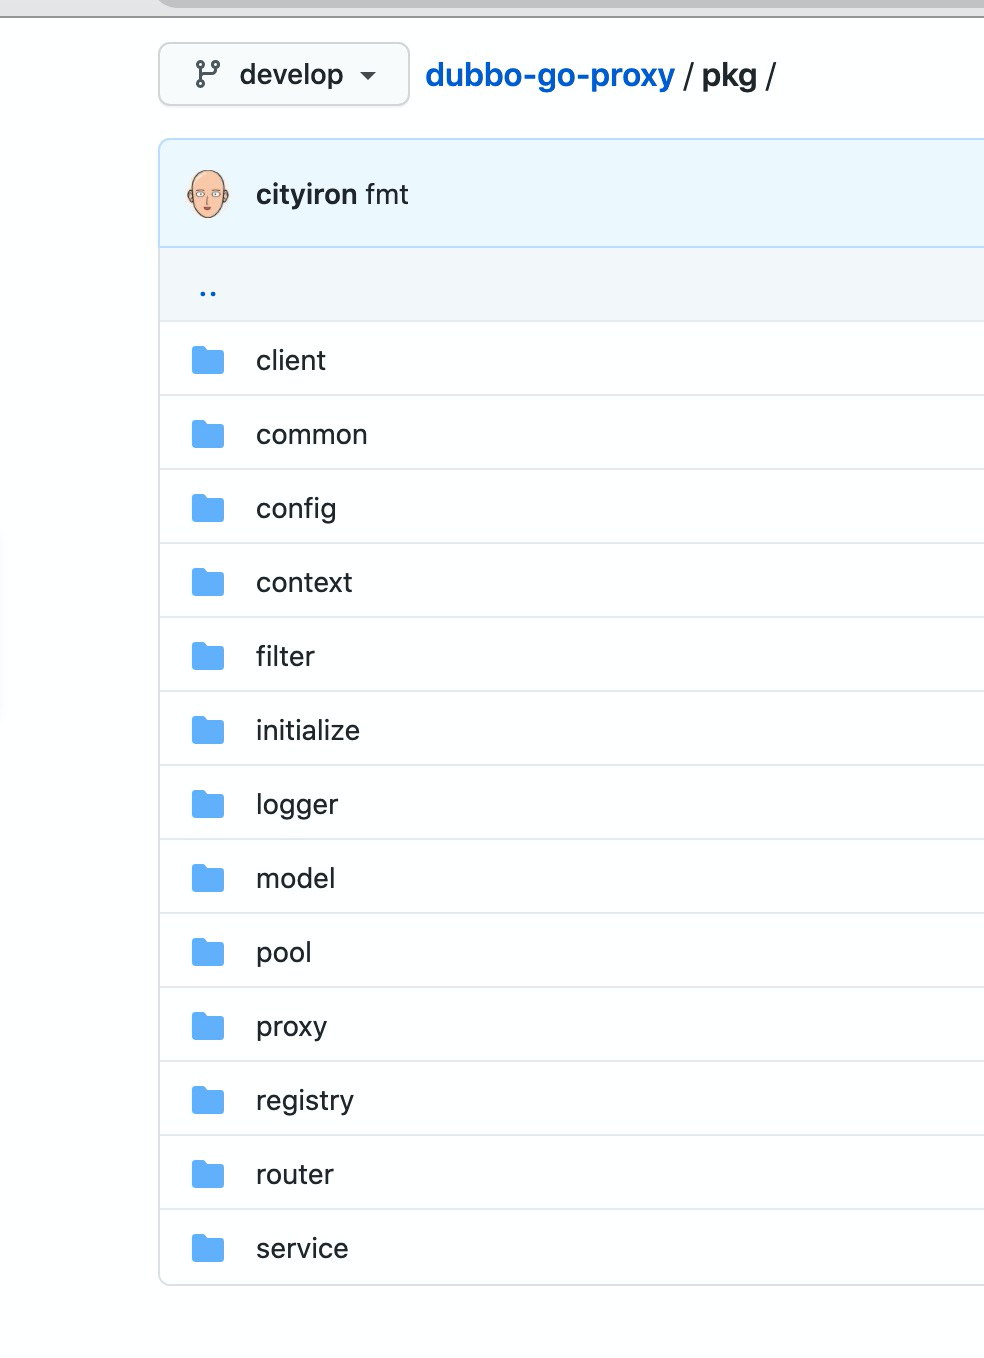 develop dubbo-go-proxy / pkg /
cityiron fmt
..
client
common
config
context
filter
initialize
logger
model
pool
proxy
registry
router
service